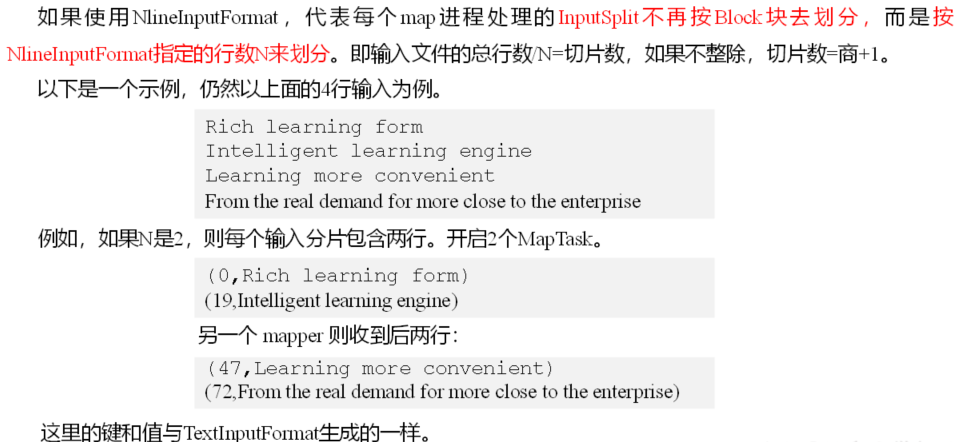 如果使用NlineInputFormat，代表每个map进程处理的InputSplit不再按Block块去划分，而是按
NlineInputFormat指定的行数N来划分。即输入文件的总行数/N=切片数，如果不整除，切片数=商+1。
以下是一个示例，仍然以上面的4行输入为例。
Rich learning form
Intelligent learning engine
Learning more convenient
From the real demand for more close to the enterprise
例如，如果N是2，则每个输入分片包含两行。开启2个MapTask。
(0,Rich learning form)
(19,Intelligent learning engine)
另一个 mapper 则收到后两行：
(47,Learning more convenient)
(72,From the real demand for more close to the enterprise)
这里的键和值与TextInputFormat生成的一样。